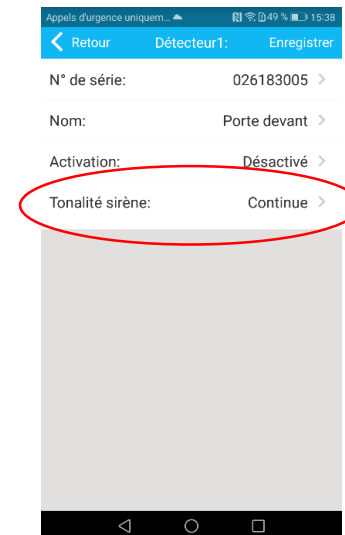 Appels d'urgence uniquem... 49 % 15:38
Retour Détecteur1: Enregistrer
N° de série: 026183005
Nom: Porte devant
Activation: Désactivé
Tonalité sirène: Continue